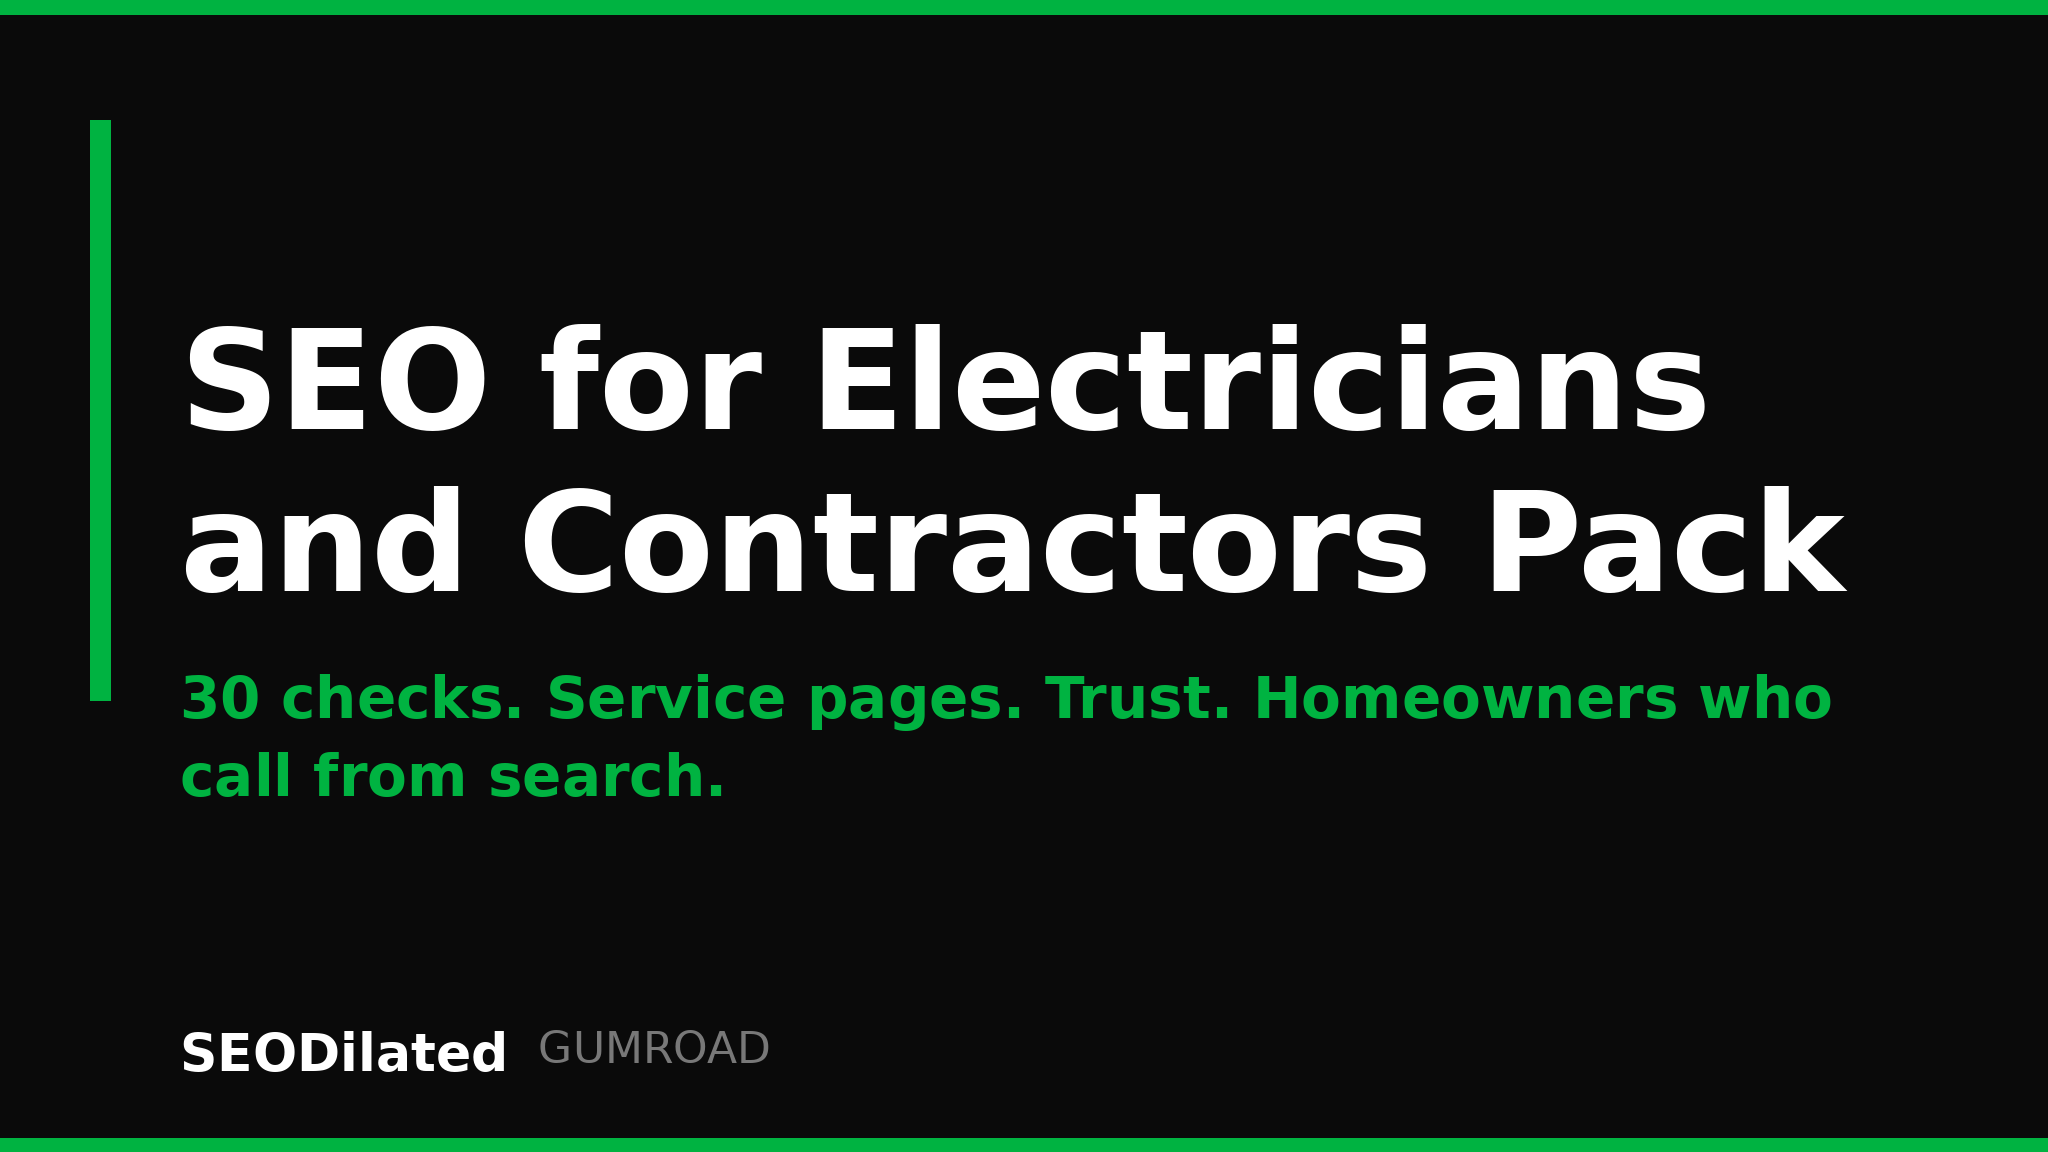 SEO for Electricians
and Contractors Pack
30 checks. Service pages. Trust. Homeowners who
call from search.
SEODilated GUMROAD